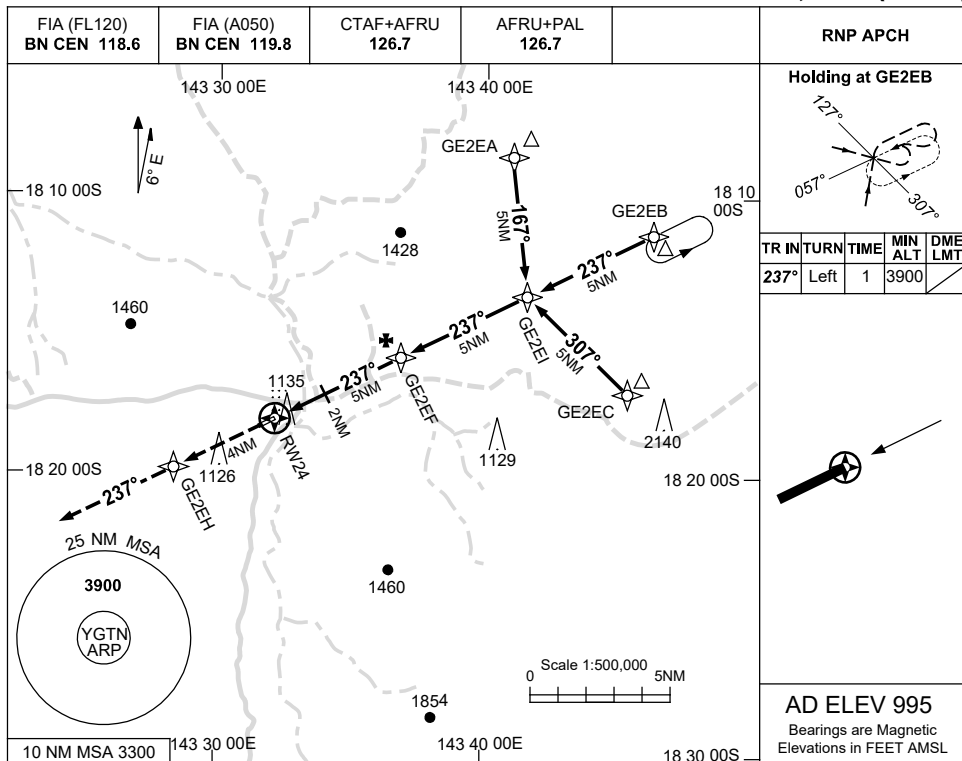 FIA (FL120)
BN CEN 118.6
FIA (A050)
BN CEN 119.8
CTAF+AFRU
126.7
AFRU+PAL
126.7
RNP APCH
143 30 00E
143 40 00E
Holding at GE2EB
127°
057°
307°
TR IN TURN TIME MIN ALT DME LMT
237° Left 1 3900
6° E
18 10 00S
18 10 00S
GE2EA
167°
5NM
GE2EB
237°
5NM
1428
1460
237°
5NM
GE2EI
307°
5NM
GE2EC
2140
237°
5NM
GE2EF
1135
2NM
RW24
1129
4NM
1126
18 20 00S
18 20 00S
237°
GE2EH
25 NM MSA
3900
YGTN
ARP
1460
Scale 1:500,000
0 5NM
1854
10 NM MSA 3300
143 30 00E
143 40 00E
18 30 00S
AD ELEV 995
Bearings are Magnetic
Elevations in FEET AMSL